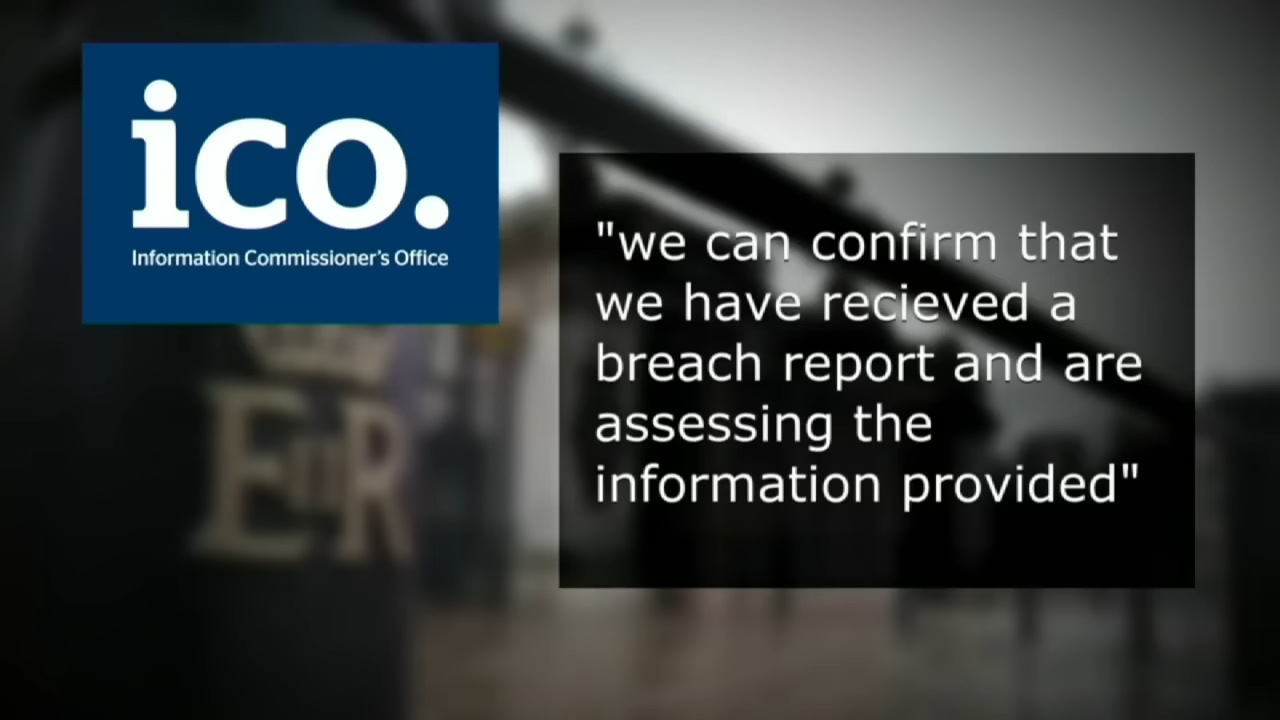 ico.
Information Commissioner's Office
"we can confirm that
we have recieved a
breach report and are
assessing the
information provided"
EIIR